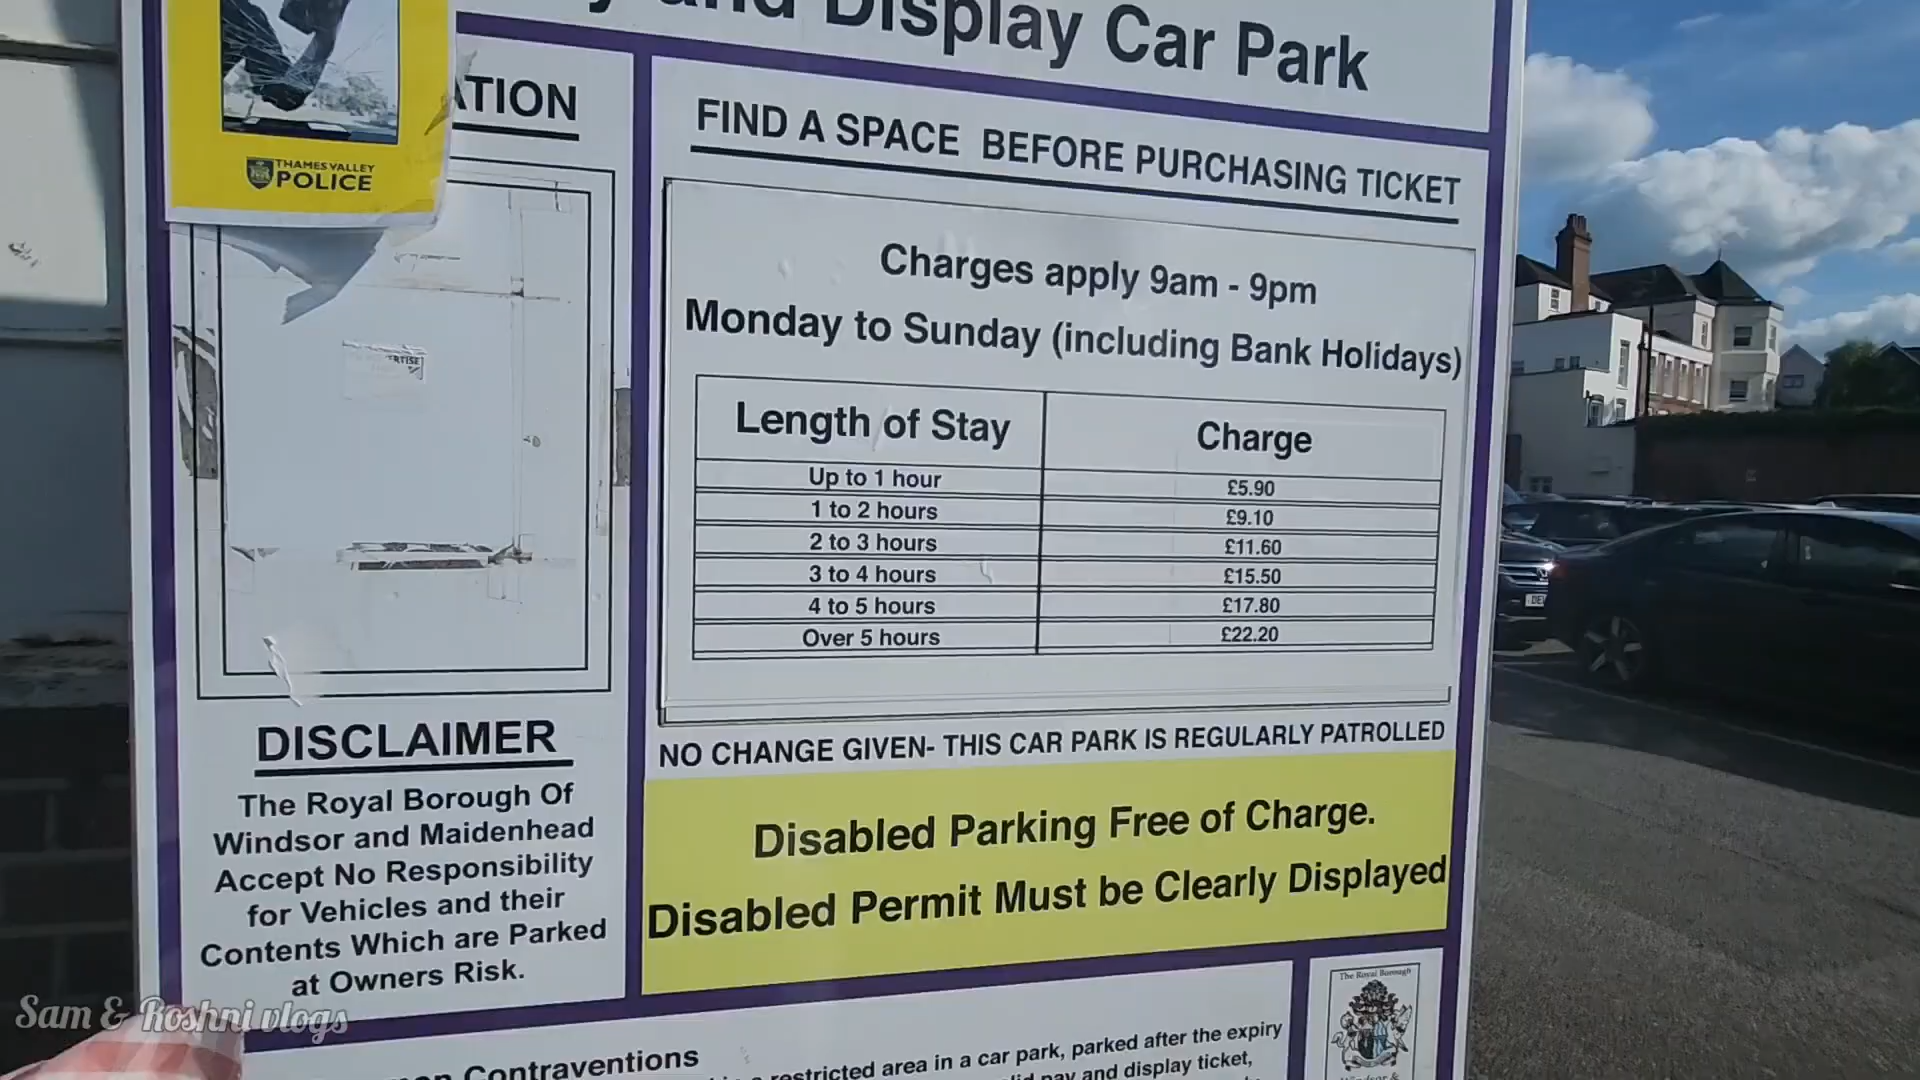 and Display Car Park
THAMES VALLEY
POLICE
FIND A SPACE BEFORE PURCHASING TICKET
Charges apply 9am - 9pm
Monday to Sunday (including Bank Holidays)
Length of Stay Charge
Up to 1 hour £5.90
1 to 2 hours £9.10
2 to 3 hours £11.60
3 to 4 hours £15.50
4 to 5 hours £17.80
Over 5 hours £22.20
NO CHANGE GIVEN- THIS CAR PARK IS REGULARLY PATROLLED
Disabled Parking Free of Charge.
Disabled Permit Must be Clearly Displayed
DISCLAIMER
The Royal Borough Of
Windsor and Maidenhead
Accept No Responsibility
for Vehicles and their
Contents Which are Parked
at Owners Risk.
Contraventions
restricted area in a car park, parked after the expiry
pay and display ticket,
The Royal Borough
Windsor &
Sam & Roshni vlogs